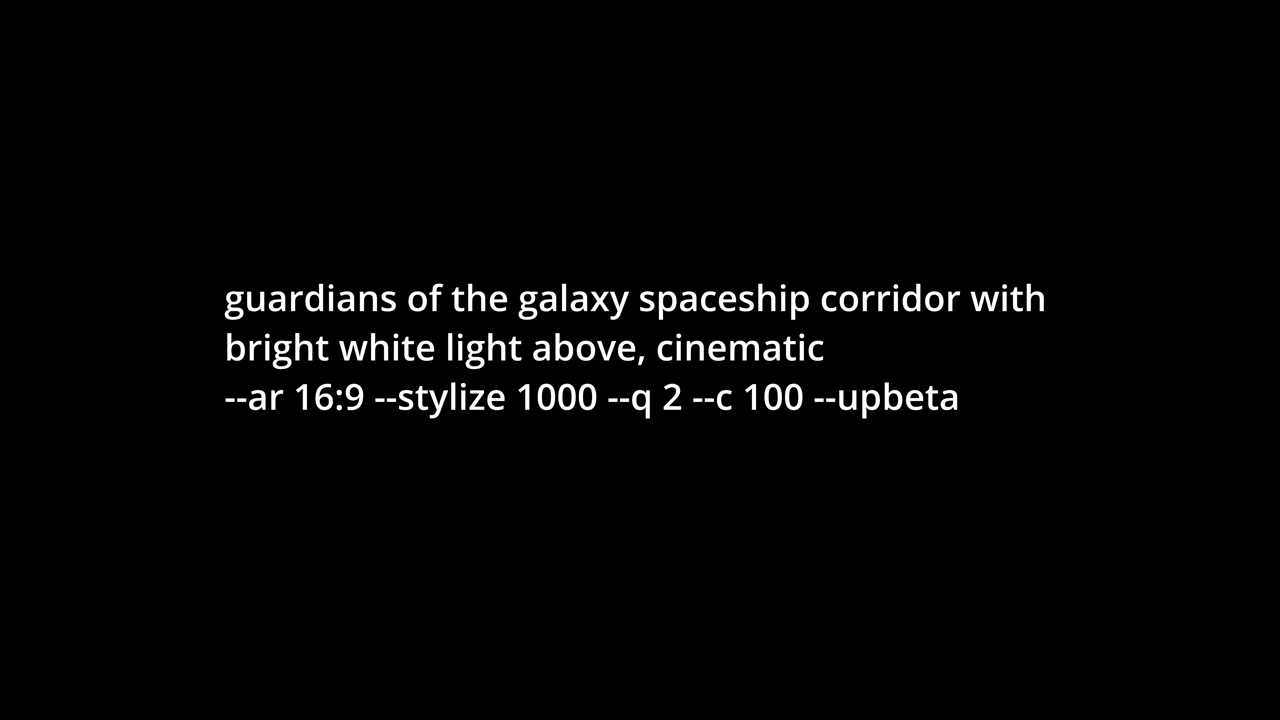 guardians of the galaxy spaceship corridor with
bright white light above, cinematic
--ar 16:9 --stylize 1000 --q 2 --c 100 --upbeta